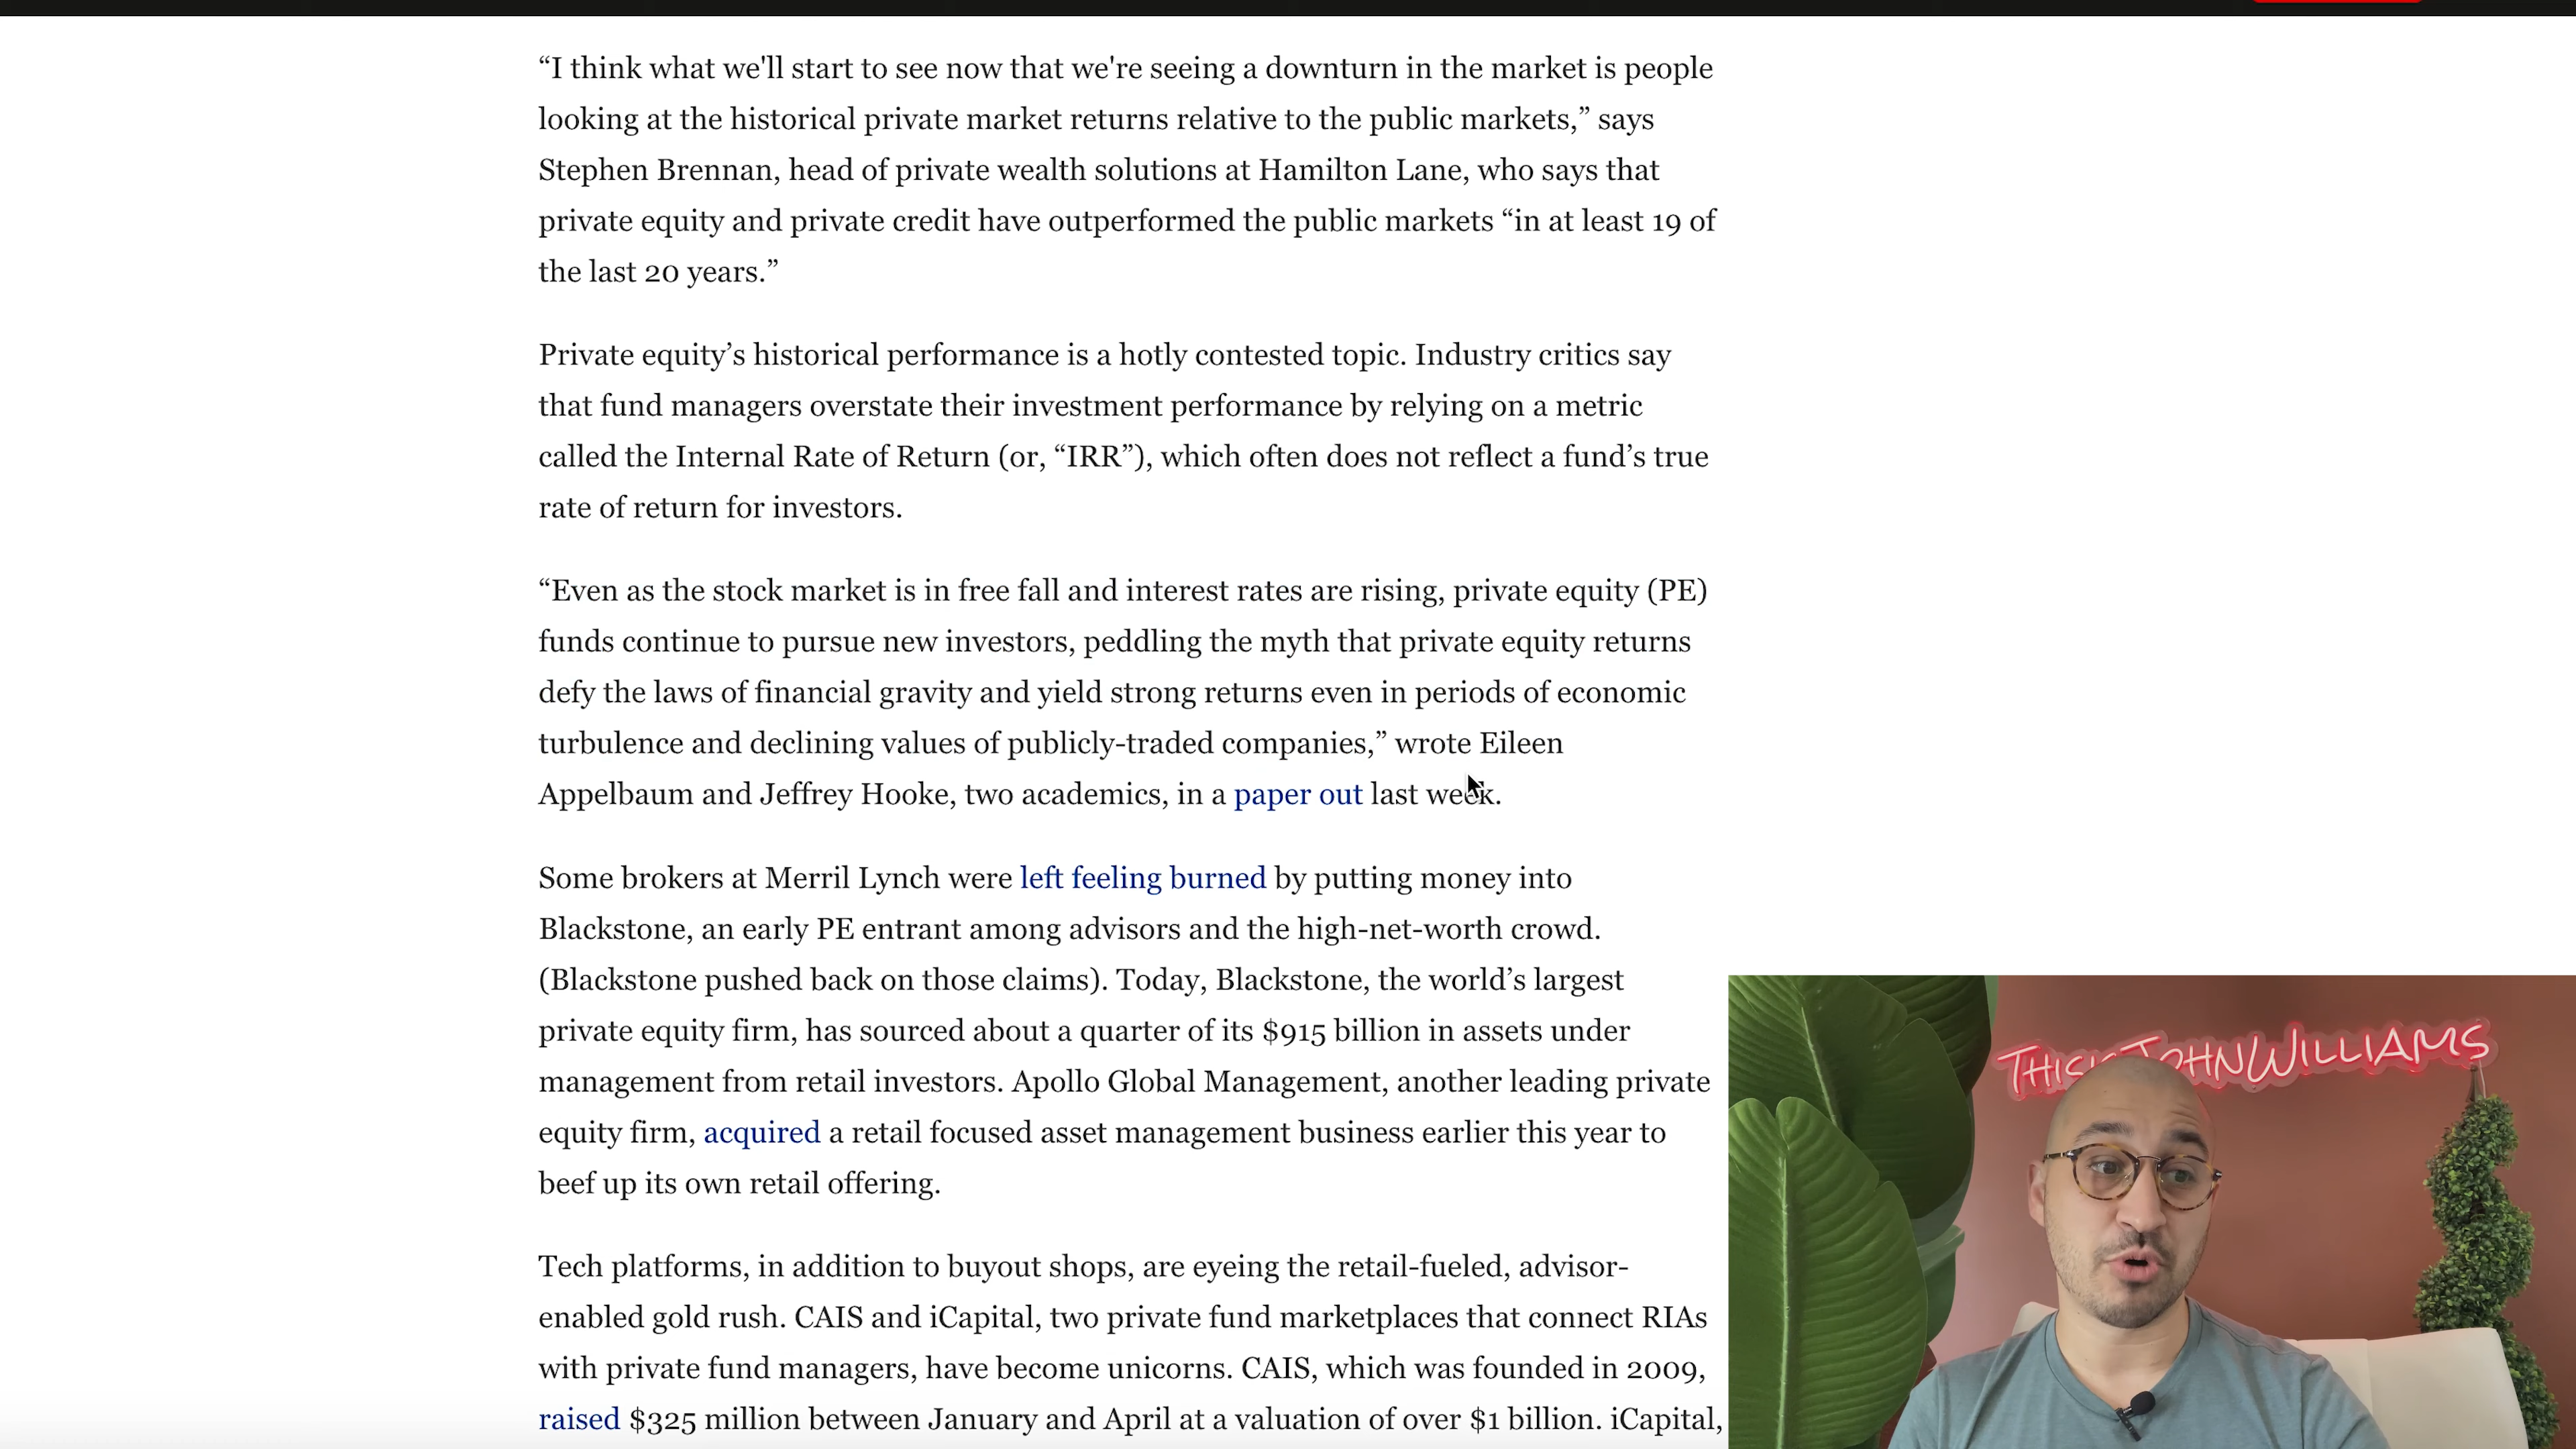 “I think what we'll start to see now that we're seeing a downturn in the market is people
looking at the historical private market returns relative to the public markets,” says
Stephen Brennan, head of private wealth solutions at Hamilton Lane, who says that
private equity and private credit have outperformed the public markets “in at least 19 of
the last 20 years.”
Private equity’s historical performance is a hotly contested topic. Industry critics say
that fund managers overstate their investment performance by relying on a metric
called the Internal Rate of Return (or, “IRR”), which often does not reflect a fund’s true
rate of return for investors.
“Even as the stock market is in free fall and interest rates are rising, private equity (PE)
funds continue to pursue new investors, peddling the myth that private equity returns
defy the laws of financial gravity and yield strong returns even in periods of economic
turbulence and declining values of publicly-traded companies,” wrote Eileen
Appelbaum and Jeffrey Hooke, two academics, in a paper out last week.
Some brokers at Merril Lynch were left feeling burned by putting money into
Blackstone, an early PE entrant among advisors and the high-net-worth crowd.
(Blackstone pushed back on those claims). Today, Blackstone, the world’s largest
private equity firm, has sourced about a quarter of its $915 billion in assets under
management from retail investors. Apollo Global Management, another leading private
equity firm, acquired a retail focused asset management business earlier this year to
beef up its own retail offering.
Tech platforms, in addition to buyout shops, are eyeing the retail-fueled, advisor-
enabled gold rush. CAIS and iCapital, two private fund marketplaces that connect RIAs
with private fund managers, have become unicorns. CAIS, which was founded in 2009,
raised $325 million between January and April at a valuation of over $1 billion. iCapital,
THISISJOHNWILLIAMS